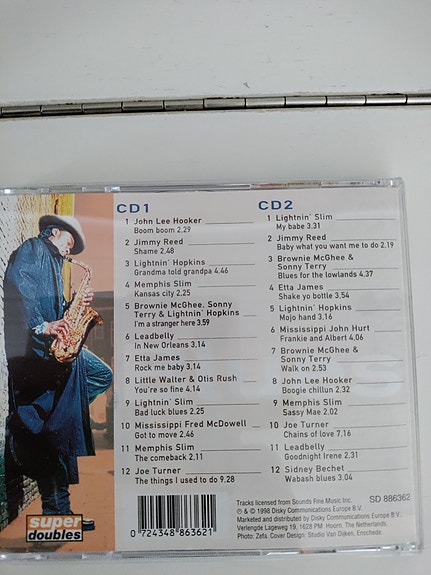 CD1
1 John Lee Hooker
Boom boom 2.29
2 Jimmy Reed
Shame 2.48
3 Lightnin' Hopkins
Grandma told grandpa 4.46
4 Memphis Slim
Kansas city 2.25
5 Brownie McGhee, Sonny
Terry & Lightnin' Hopkins
I'm a stranger here 3.59
6 Leadbelly
In New Orleans 3,14
7 Etta James
Rock me baby 3,14
8 Little Walter & Otis Rush
You're so fine 4.14
9 Lightnin' Slim
Bad luck blues 2.25
10 Mississippi Fred McDowell
Got to move 2.46
11 Memphis Slim
The comeback 2.11
12 Joe Turner
The things I used to do 9.28
CD2
1 Lightnin' Slim
My babe 3.31
2 Jimmy Reed
Baby what you want me to do 2.19
3 Brownie McGhee &
Sonny Terry
Blues for the lowlands 4.37
4 Etta James
Shake yo bottle 3.54
5 Lightnin' Hopkins
Mojo hand 3.16
6 Mississippi John Hurt
Frankie and Albert 4.06
7 Brownie McGhee &
Sonny Terry
Walk on 2.53
8 John Lee Hooker
Boogie chillun 2.32
9 Memphis Slim
Sassy Mae 2.02
10 Joe Turner
Chains of love 7.16
11 Leadbelly
Goodnight Irene 2.31
12 Sidney Bechet
Wabash blues 3.04
super
doubles
0 724348 863621
Tracks licensed from Sounds Fine Music Inc.
SD 886362
℗ & © 1998 Disky Communications Europe B.V.
Marketed and distributed by Disky Communications Europe B.V.
Verlengde Lageweg 19, 1628 PM Hoorn, The Netherlands.
Photo: Zefa. Cover Design: Studio Van Dijken, Enschede